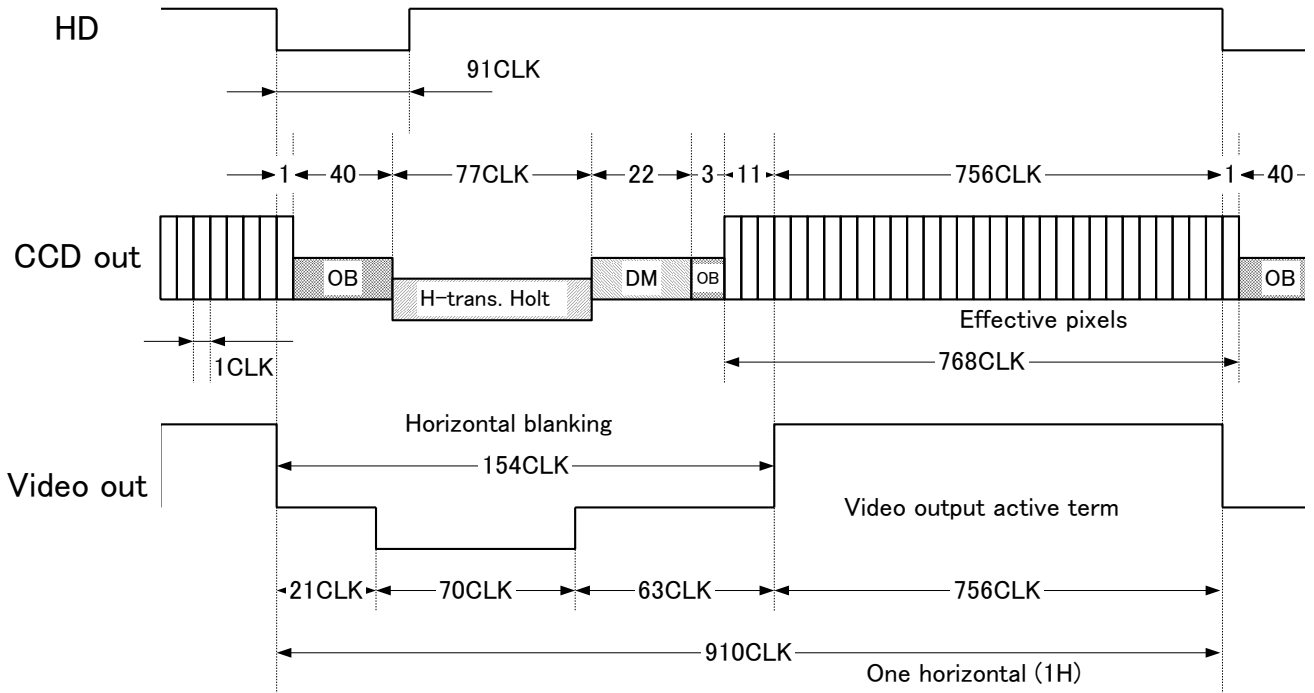 HD
91CLK
1 40 77CLK 22 3 11 756CLK 1 40
CCD out
OB
H-trans. Holt
DM
OB
OB
Effective pixels
1CLK
768CLK
Horizontal blanking
154CLK
Video out
Video output active term
21CLK 70CLK 63CLK 756CLK
910CLK
One horizontal (1H)